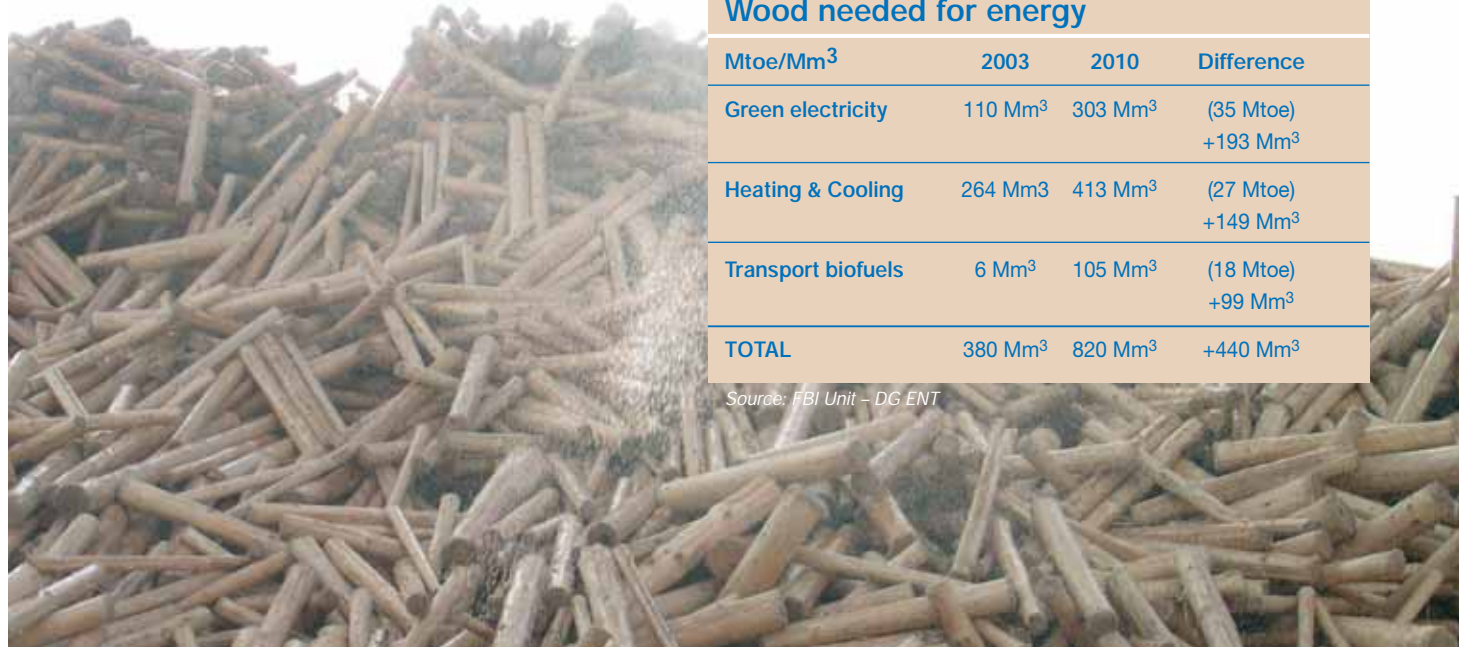 Wood needed for energy
Mtoe/Mm³ 2003 2010 Difference
Green electricity 110 Mm³ 303 Mm³ (35 Mtoe)
+193 Mm³
Heating & Cooling 264 Mm3 413 Mm³ (27 Mtoe)
+149 Mm³
Transport biofuels 6 Mm³ 105 Mm³ (18 Mtoe)
+99 Mm³
TOTAL 380 Mm³ 820 Mm³ +440 Mm³
Source: FBI Unit – DG ENT